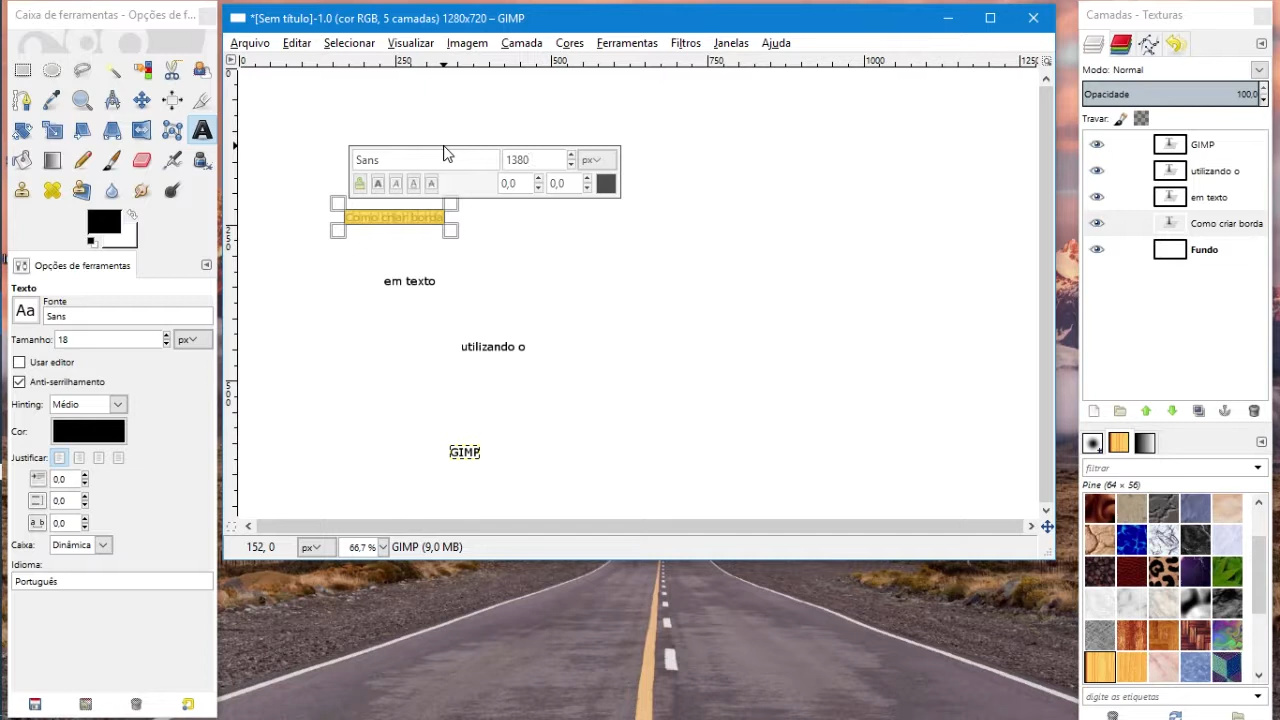 Caixa de ferramentas - Opções de f...
*[Sem título]-1.0 (cor RGB, 5 camadas) 1280x720 – GIMP
Camadas - Texturas
Arquivo Editar Selecionar Visualizar Imagem Camada Cores Ferramentas Filtros Janelas Ajuda
0 250 500 750 1000 125
Modo: Normal
Opacidade 100,0
Travar:
GIMP
utilizando o
em texto
Como criar borda
Fundo
Sans 1380 px
A A A A 0,0 0,0
Como criar borda
em texto
utilizando o
GIMP
0
250
500
Opções de ferramentas
Texto
Fonte
Aa Sans
Tamanho: 18 px
Usar editor
Anti-serrilhamento
Hinting: Médio
Cor:
Justificar:
0,0
0,0
a b 0,0
Caixa: Dinâmica
Idioma:
Português
152, 0 px 66,7 % GIMP (9,0 MB)
filtrar
Pine (64 × 56)
digite as etiquetas